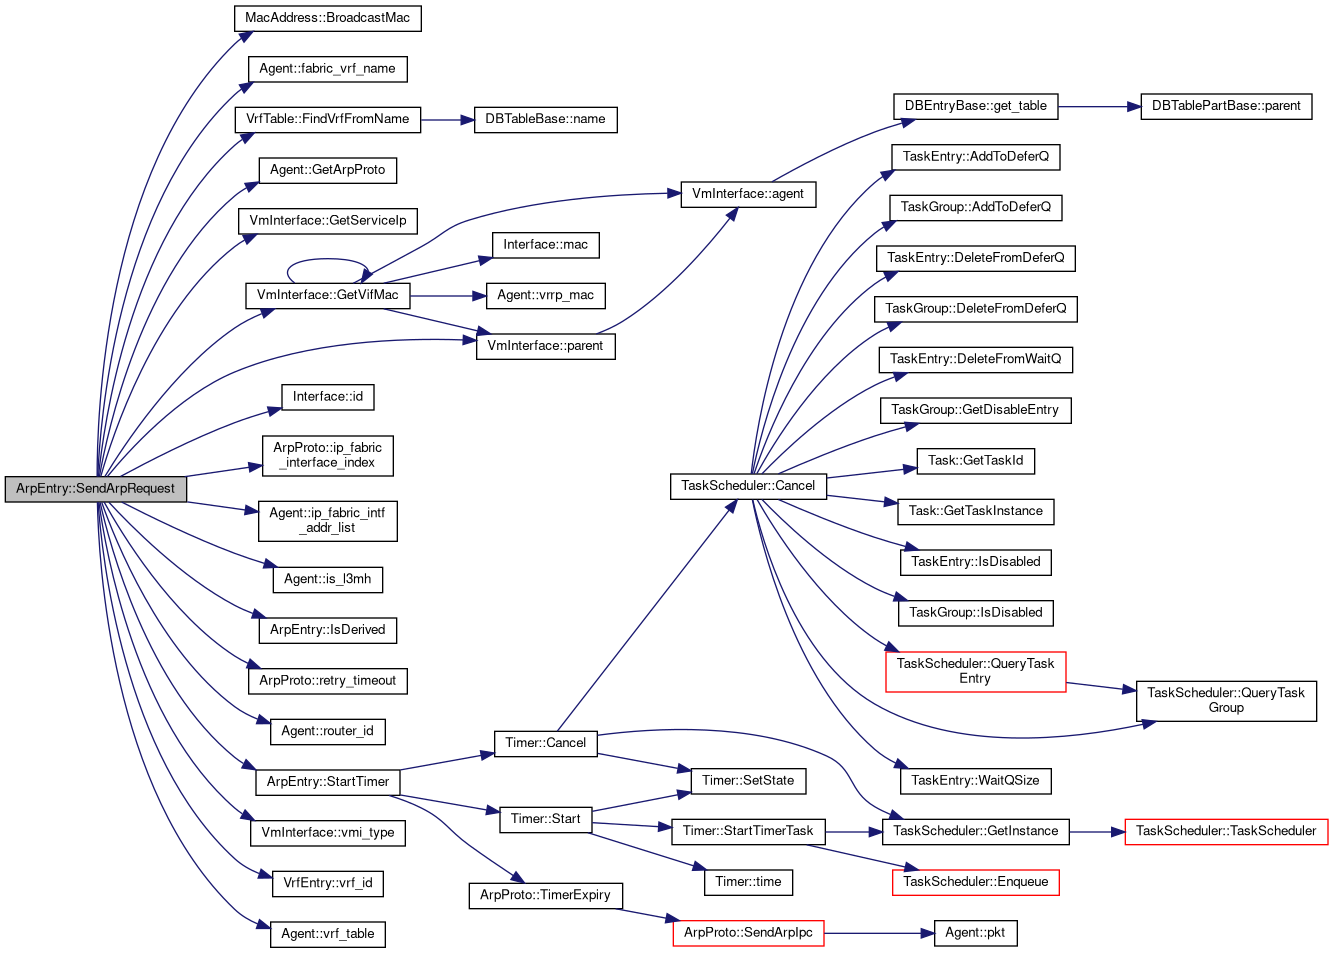 MacAddress::BroadcastMac
Agent::fabric_vrf_name
VrfTable::FindVrfFromName
DBTableBase::name
Agent::GetArpProto
VmInterface::GetServiceIp
VmInterface::GetVifMac
VmInterface::agent
Interface::mac
Agent::vrrp_mac
VmInterface::parent
DBEntryBase::get_table
DBTablePartBase::parent
Interface::id
ArpProto::ip_fabric
_interface_index
ArpEntry::SendArpRequest
Agent::ip_fabric_intf
_addr_list
Agent::is_l3mh
ArpEntry::IsDerived
ArpProto::retry_timeout
Agent::router_id
ArpEntry::StartTimer
VmInterface::vmi_type
VrfEntry::vrf_id
Agent::vrf_table
Timer::Cancel
Timer::SetState
Timer::Start
Timer::StartTimerTask
Timer::time
ArpProto::TimerExpiry
ArpProto::SendArpIpc
Agent::pkt
TaskScheduler::Cancel
TaskEntry::AddToDeferQ
TaskGroup::AddToDeferQ
TaskEntry::DeleteFromDeferQ
TaskGroup::DeleteFromDeferQ
TaskEntry::DeleteFromWaitQ
TaskGroup::GetDisableEntry
Task::GetTaskId
Task::GetTaskInstance
TaskEntry::IsDisabled
TaskGroup::IsDisabled
TaskScheduler::QueryTask
Entry
TaskScheduler::QueryTask
Group
TaskEntry::WaitQSize
TaskScheduler::GetInstance
TaskScheduler::TaskScheduler
TaskScheduler::Enqueue